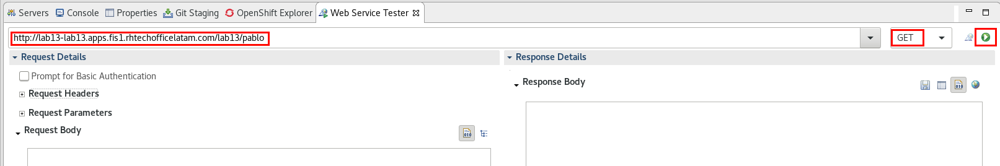 Servers Console Properties Git Staging OpenShift Explorer Web Service Tester
http://lab13-lab13.apps.fis1.rhtechofficelatam.com/lab13/pablo GET
Request Details Response Details
Prompt for Basic Authentication
Response Body
Request Headers
Request Parameters
Request Body